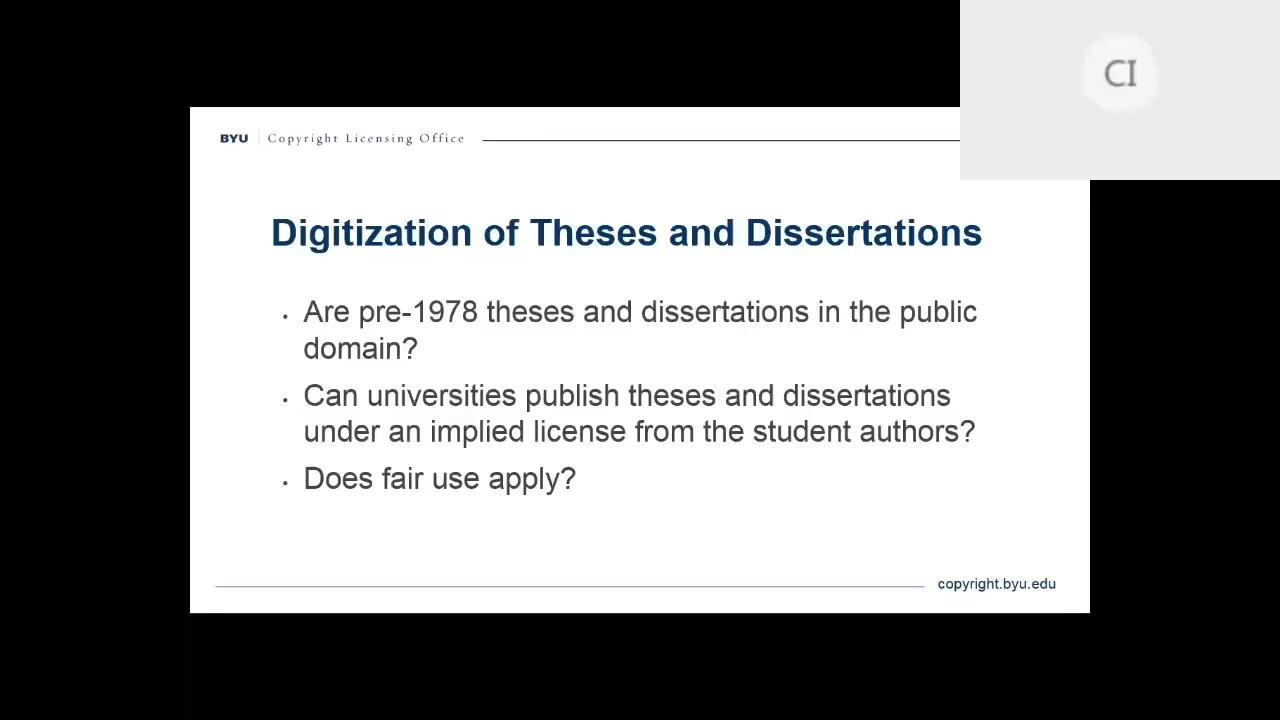 CI
BYU Copyright Licensing Office
Digitization of Theses and Dissertations
• Are pre-1978 theses and dissertations in the public
domain?
• Can universities publish theses and dissertations
under an implied license from the student authors?
• Does fair use apply?
copyright.byu.edu